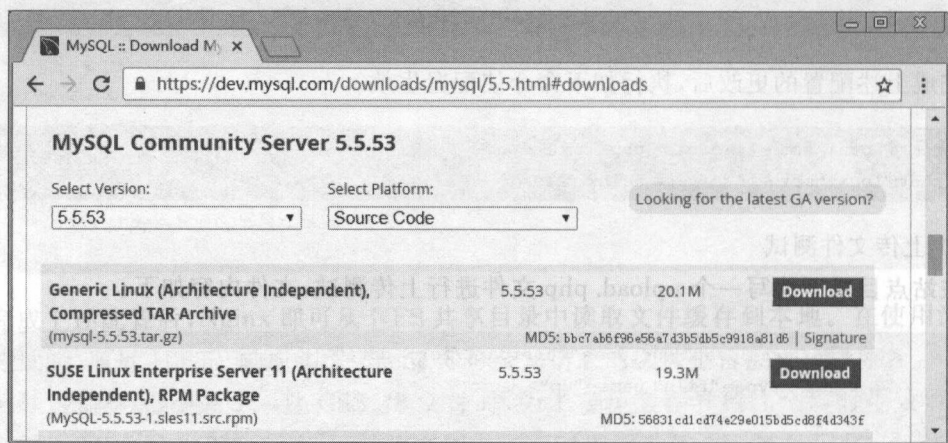 MySQL :: Download My
https://dev.mysql.com/downloads/mysql/5.5.html#downloads
MySQL Community Server 5.5.53
Select Version:
Select Platform:
5.5.53
Source Code
Looking for the latest GA version?
Generic Linux (Architecture Independent), 5.5.53 20.1M Download
Compressed TAR Archive
(mysql-5.5.53.tar.gz) MD5: bbc7ab6f96e56a7d3b5db5c9918a81d6 | Signature
SUSE Linux Enterprise Server 11 (Architecture 5.5.53 19.3M Download
Independent), RPM Package
(MySQL-5.5.53-1.sles11.src.rpm) MD5: 56831cd1cd74e29e015bd5cd8f4d343f